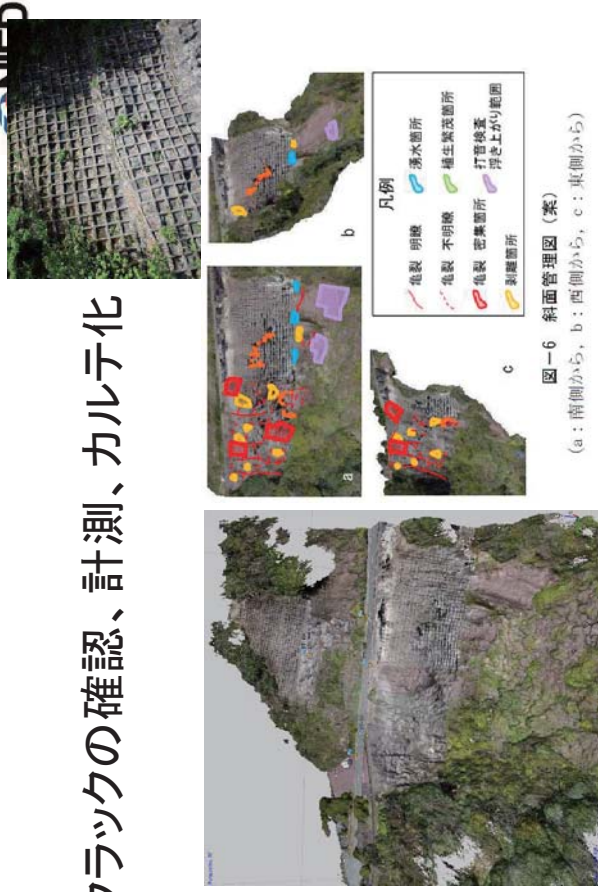 クラックの確認、計測、カルテ化
a
b
c
凡例
亀裂 明瞭
亀裂 不明瞭
亀裂 密集箇所
剥離箇所
湧水箇所
植生繁茂箇所
打音検査
浮き上がり範囲
図−6 斜面管理図（案）
(a：南側から，b：西側から，c：東側から)